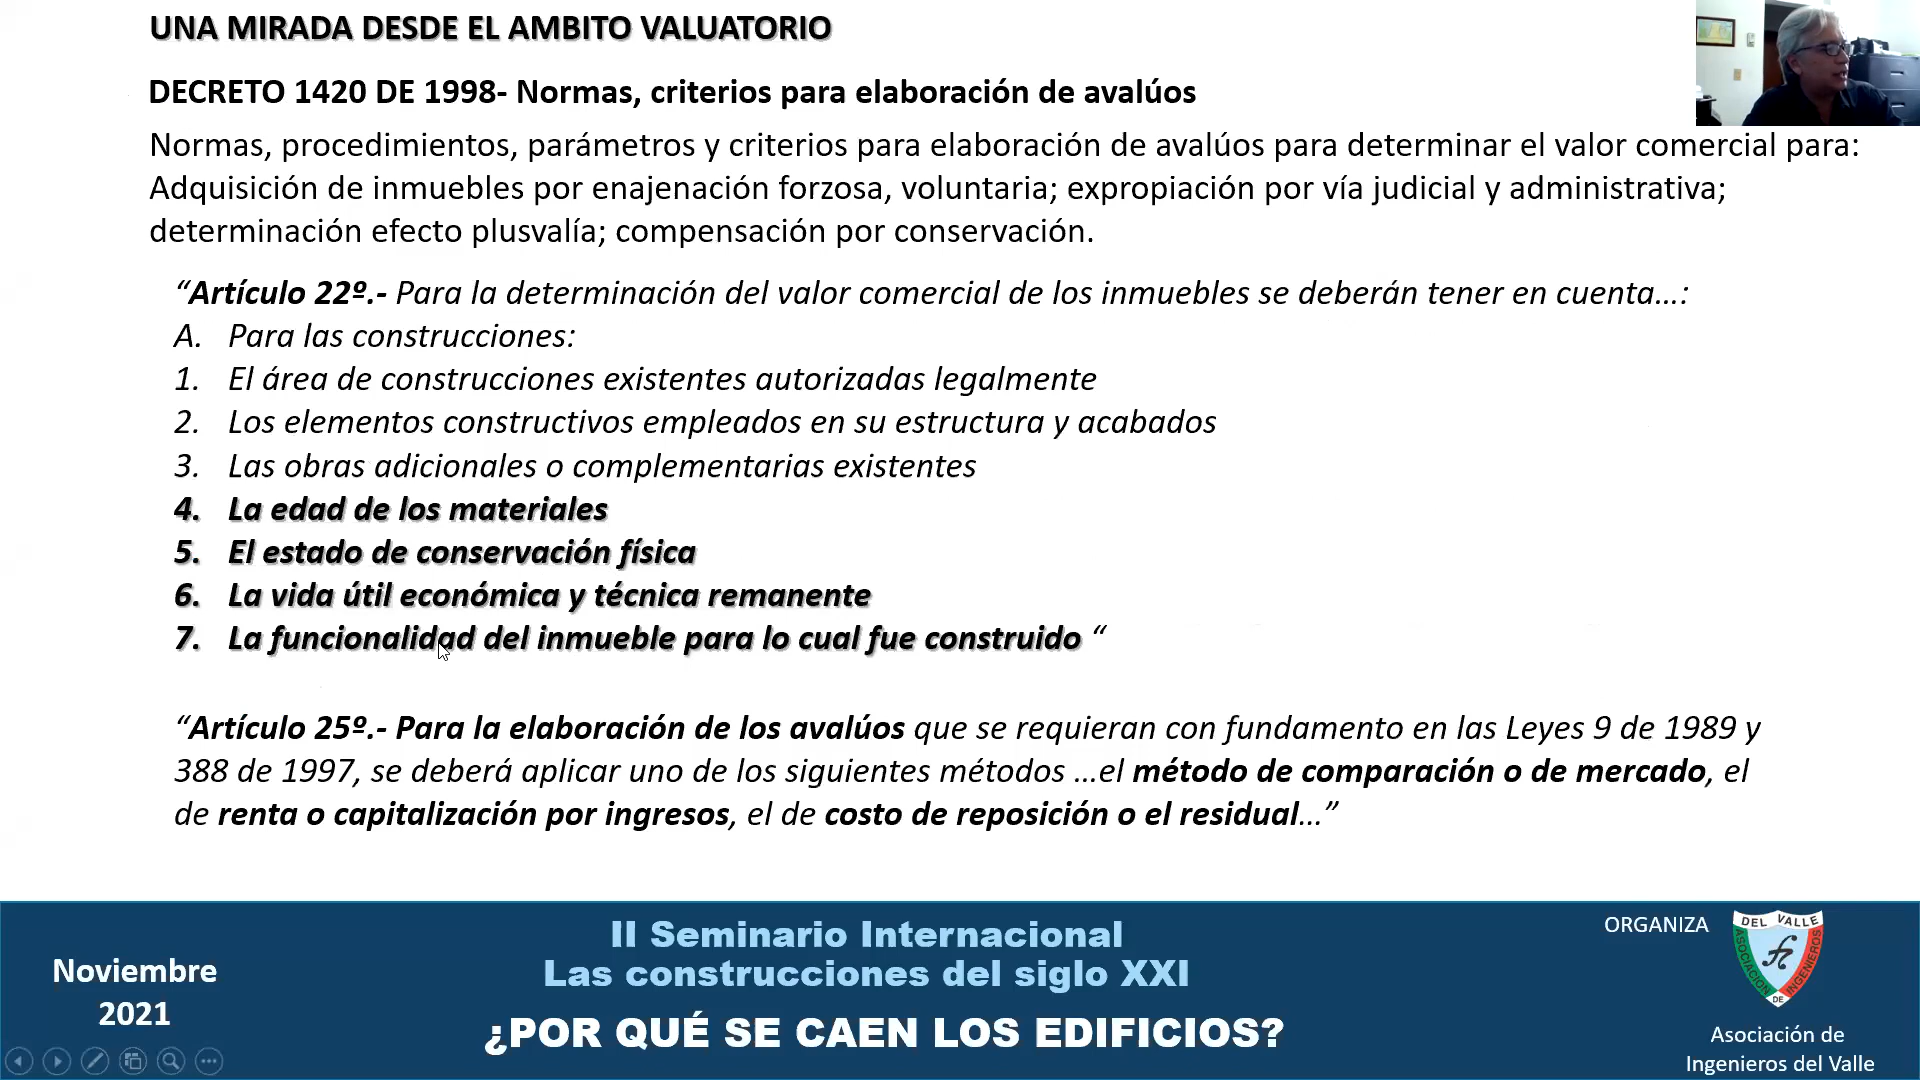 UNA MIRADA DESDE EL AMBITO VALUATORIO
DECRETO 1420 DE 1998- Normas, criterios para elaboración de avalúos
Normas, procedimientos, parámetros y criterios para elaboración de avalúos para determinar el valor comercial para:
Adquisición de inmuebles por enajenación forzosa, voluntaria; expropiación por vía judicial y administrativa;
determinación efecto plusvalía; compensación por conservación.
“Artículo 22º.- Para la determinación del valor comercial de los inmuebles se deberán tener en cuenta...:
A. Para las construcciones:
1. El área de construcciones existentes autorizadas legalmente
2. Los elementos constructivos empleados en su estructura y acabados
3. Las obras adicionales o complementarias existentes
4. La edad de los materiales
5. El estado de conservación física
6. La vida útil económica y técnica remanente
7. La funcionalidad del inmueble para lo cual fue construido “
“Artículo 25º.- Para la elaboración de los avalúos que se requieran con fundamento en las Leyes 9 de 1989 y
388 de 1997, se deberá aplicar uno de los siguientes métodos ...el método de comparación o de mercado, el
de renta o capitalización por ingresos, el de costo de reposición o el residual...”
Noviembre
2021
II Seminario Internacional
Las construcciones del siglo XXI
¿POR QUÉ SE CAEN LOS EDIFICIOS?
ORGANIZA
DEL VALLE
ASOCIACION
DE
INGENIEROS
Asociación de
Ingenieros del Valle